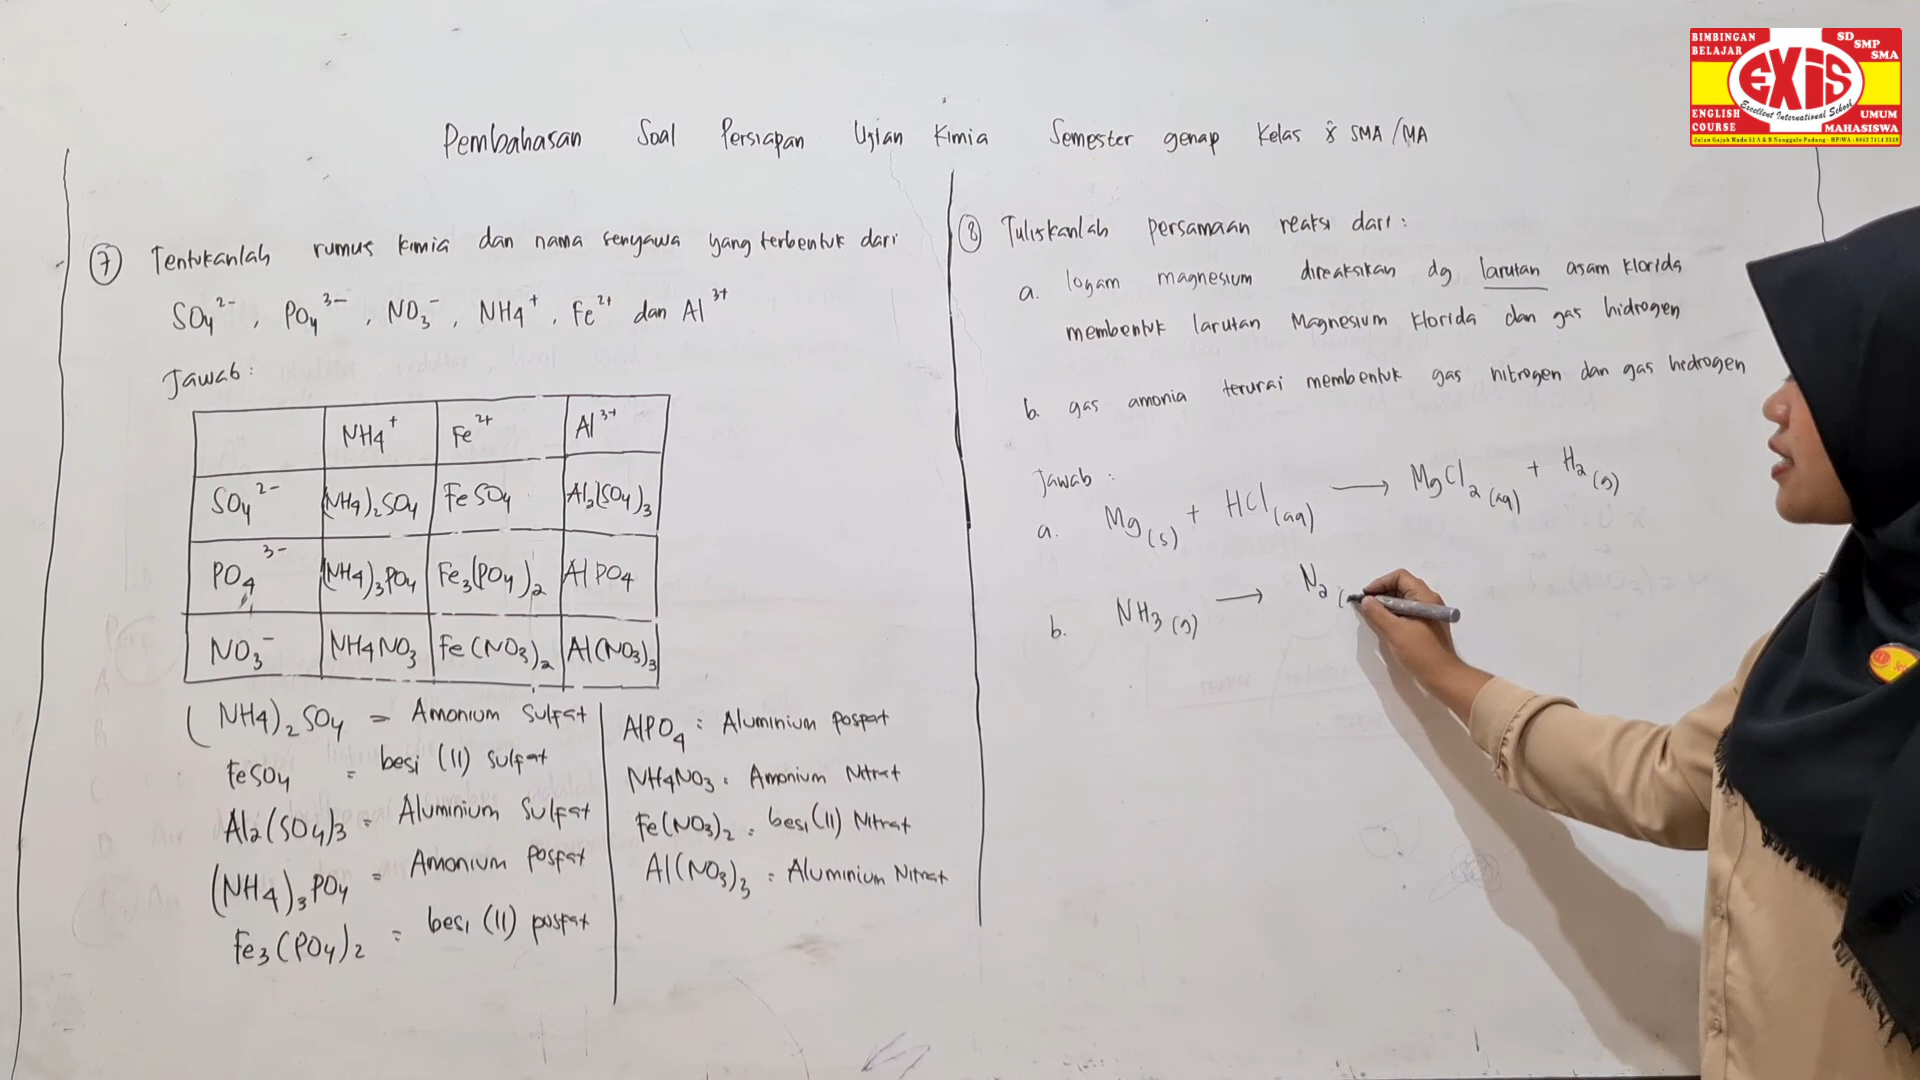 BIMBINGAN BELAJAR
SD SMP SMA
EXIS
Excellent International School
ENGLISH COURSE
UMUM MAHASISWA
Pembahasan Soal Persiapan Ujian Kimia Semester genap Kelas X SMA/MA
7 Tentukanlah rumus kimia dan nama senyawa yang terbentuk dari
SO4 2-, PO4 3-, NO3 -, NH4 +, Fe 2+ dan Al 3+
Jawab:
NH4 + Fe 2+ Al 3+
SO4 2- (NH4)2SO4 FeSO4 Al2(SO4)3
PO4 3- (NH4)3PO4 Fe3(PO4)2 AlPO4
NO3 - NH4NO3 Fe(NO3)2 Al(NO3)3
(NH4)2SO4 = Amonium Sulfat
FeSO4 = besi (II) sulfat
Al2(SO4)3 = Aluminium Sulfat
(NH4)3PO4 = Amonium posfat
Fe3(PO4)2 = besi (II) posfat
AlPO4 = Aluminium posfat
NH4NO3 = Amonium Nitrat
Fe(NO3)2 = besi (II) Nitrat
Al(NO3)3 = Aluminium Nitrat
8 Tuliskanlah persamaan reaksi dari:
a. logam magnesium direaksikan dg larutan asam klorida
membentuk larutan Magnesium klorida dan gas hidrogen
b. gas amonia terurai membentuk gas nitrogen dan gas hidrogen
Jawab:
a. Mg(s) + HCl(aq) → MgCl2(aq) + H2(g)
b. NH3(g) → N2(